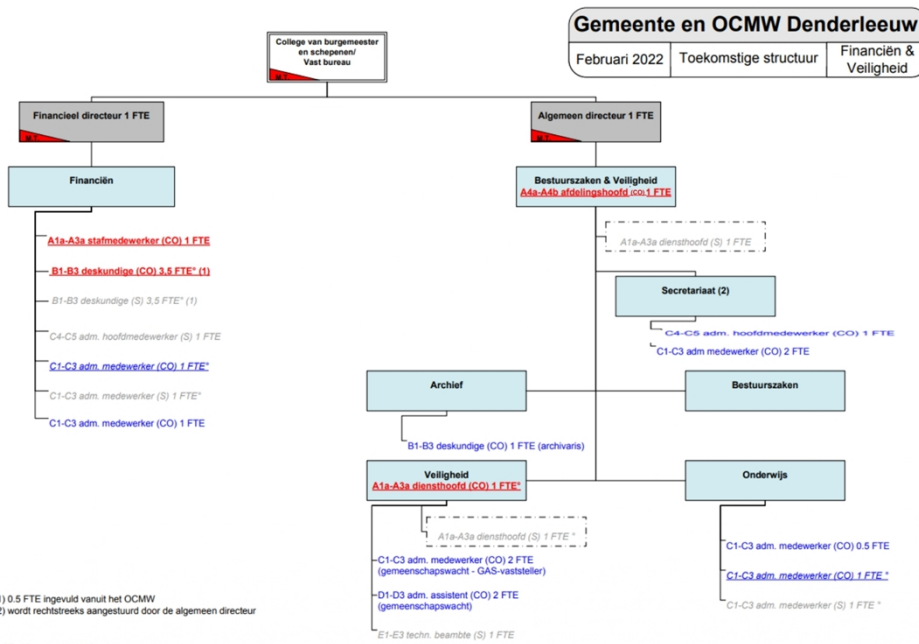 Gemeente en OCMW Denderleeuw
Februari 2022 Toekomstige structuur Financiën & Veiligheid
College van burgemeester
en schepenen/
Vast bureau
M.T.
Financieel directeur 1 FTE
M.T.
Algemeen directeur 1 FTE
M.T.
Financiën
A1a-A3a stafmedewerker (CO) 1 FTE
B1-B3 deskundige (CO) 3,5 FTE° (1)
B1-B3 deskundige (S) 3,5 FTE° (1)
C4-C5 adm. hoofdmedewerker (S) 1 FTE
C1-C3 adm. medewerker (CO) 1 FTE°
C1-C3 adm. medewerker (S) 1 FTE°
C1-C3 adm. medewerker (CO) 1 FTE
Bestuurszaken & Veiligheid
A4a-A4b afdelingshoofd (CO) 1 FTE
A1a-A3a diensthoofd (S) 1 FTE
Secretariaat (2)
C4-C5 adm. hoofdmedewerker (CO) 1 FTE
C1-C3 adm medewerker (CO) 2 FTE
Archief
B1-B3 deskundige (CO) 1 FTE (archivaris)
Bestuurszaken
Veiligheid
A1a-A3a diensthoofd (CO) 1 FTE°
A1a-A3a diensthoofd (S) 1 FTE °
C1-C3 adm. medewerker (CO) 2 FTE
(gemeenschapswacht - GAS-vaststeller)
D1-D3 adm. assistent (CO) 2 FTE
(gemeenschapswacht)
E1-E3 techn. beambte (S) 1 FTE
Onderwijs
C1-C3 adm. medewerker (CO) 0.5 FTE
C1-C3 adm. medewerker (CO) 1 FTE °
C1-C3 adm. medewerker (S) 1 FTE °
1) 0.5 FTE ingevuld vanuit het OCMW
2) wordt rechtstreeks aangestuurd door de algemeen directeur